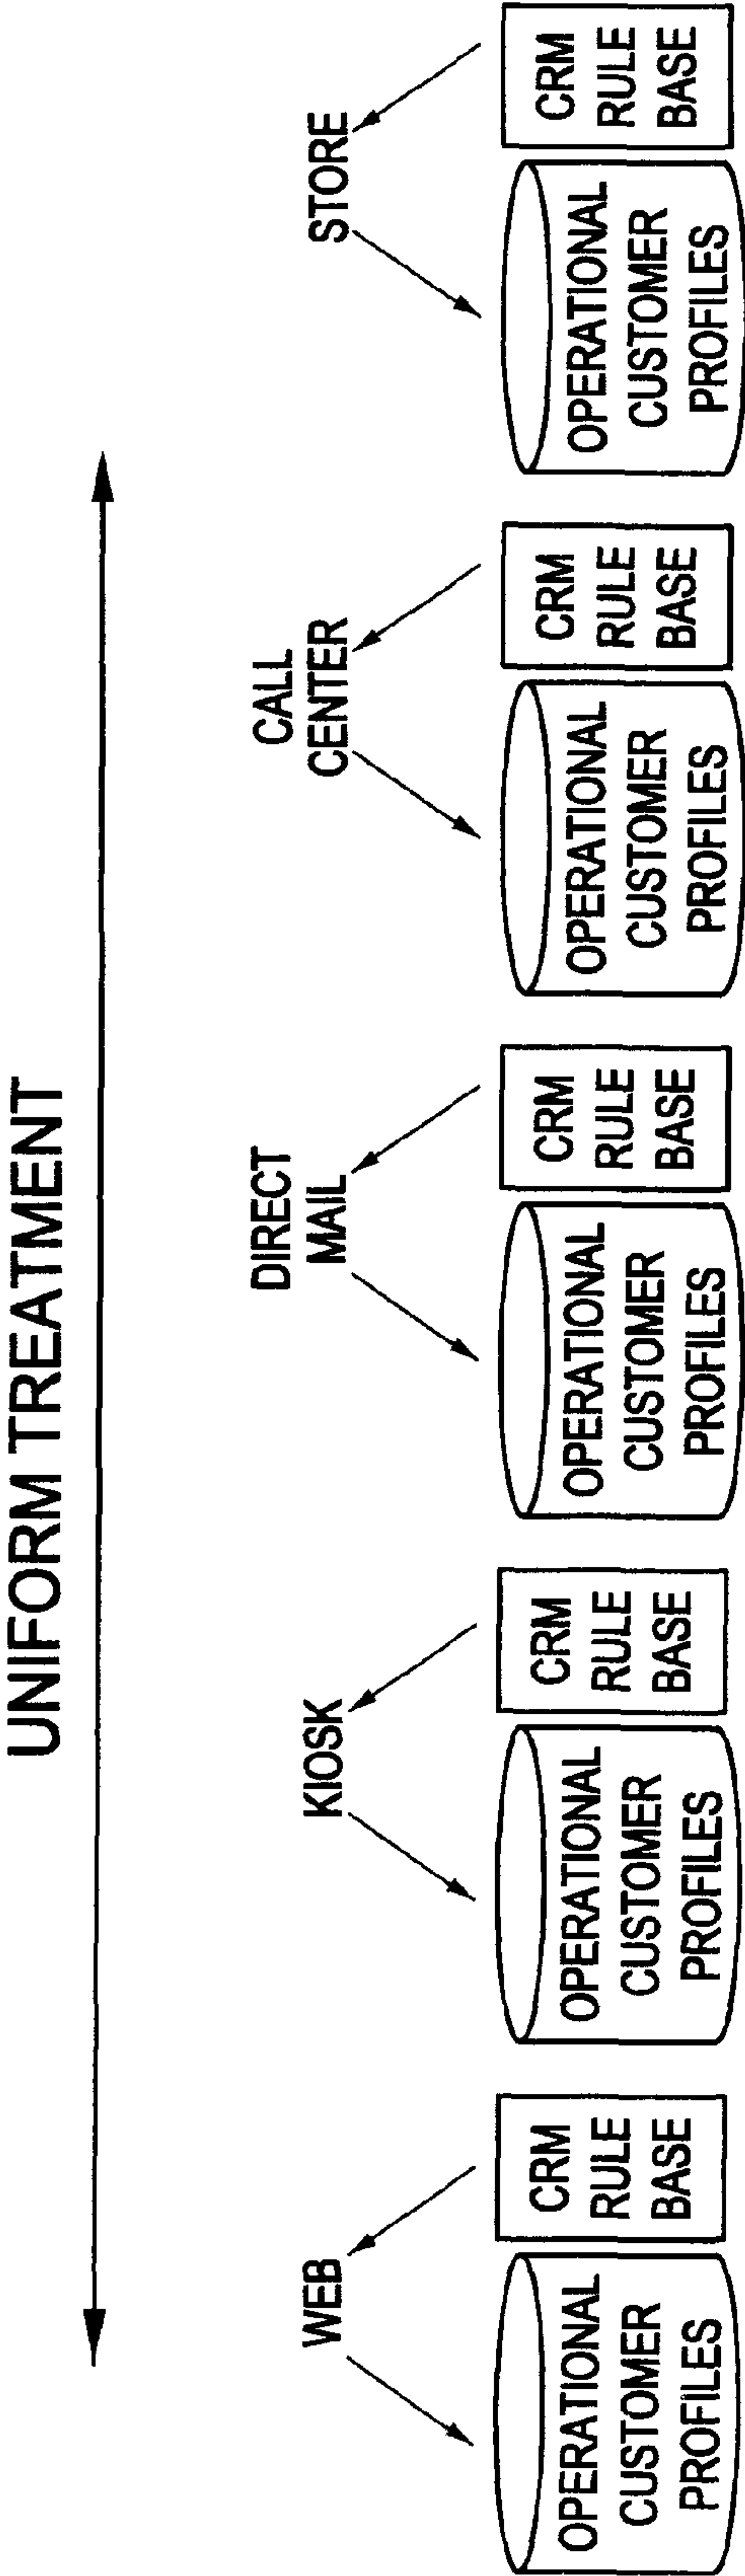 UNIFORM TREATMENT
WEB
OPERATIONAL
CUSTOMER
PROFILES
CRM
RULE
BASE
KIOSK
OPERATIONAL
CUSTOMER
PROFILES
CRM
RULE
BASE
DIRECT
MAIL
OPERATIONAL
CUSTOMER
PROFILES
CRM
RULE
BASE
CALL
CENTER
OPERATIONAL
CUSTOMER
PROFILES
CRM
RULE
BASE
STORE
OPERATIONAL
CUSTOMER
PROFILES
CRM
RULE
BASE